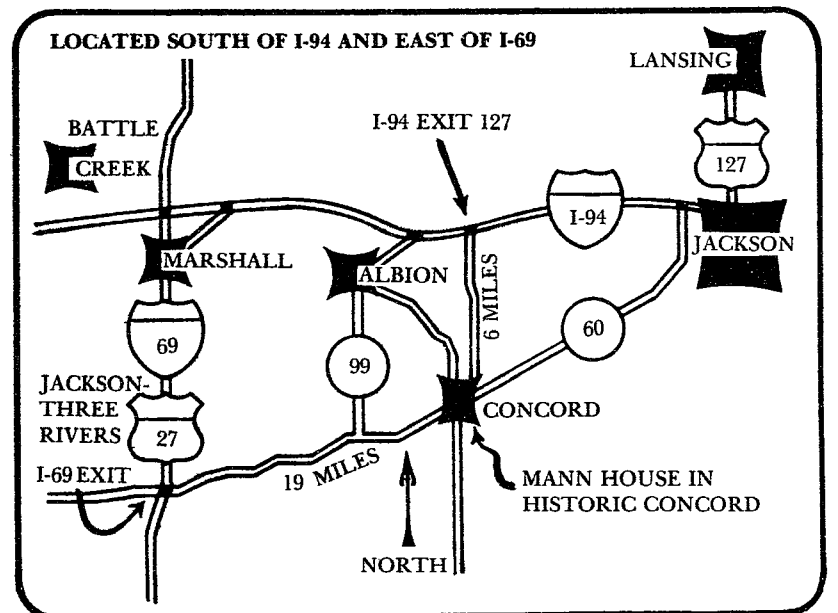 LOCATED SOUTH OF I-94 AND EAST OF I-69
LANSING
BATTLE
CREEK
I-94 EXIT 127
127
I-94
JACKSON
MARSHALL
ALBION
6 MILES
60
69
99
JACKSON-
THREE
RIVERS
27
CONCORD
I-69 EXIT
19 MILES
MANN HOUSE IN
HISTORIC CONCORD
NORTH